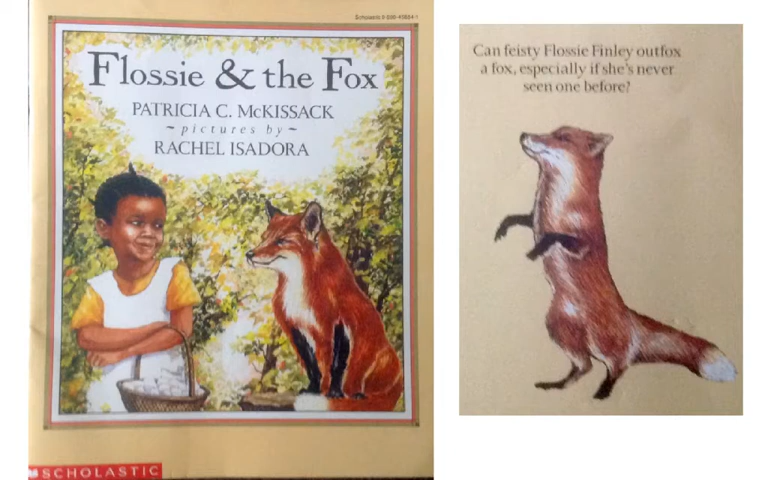 Flossie & the Fox
PATRICIA C. McKISSACK
~pictures by~
RACHEL ISADORA
SCHOLASTIC
Can feisty Flossie Finley outfox
a fox, especially if she's never
seen one before?